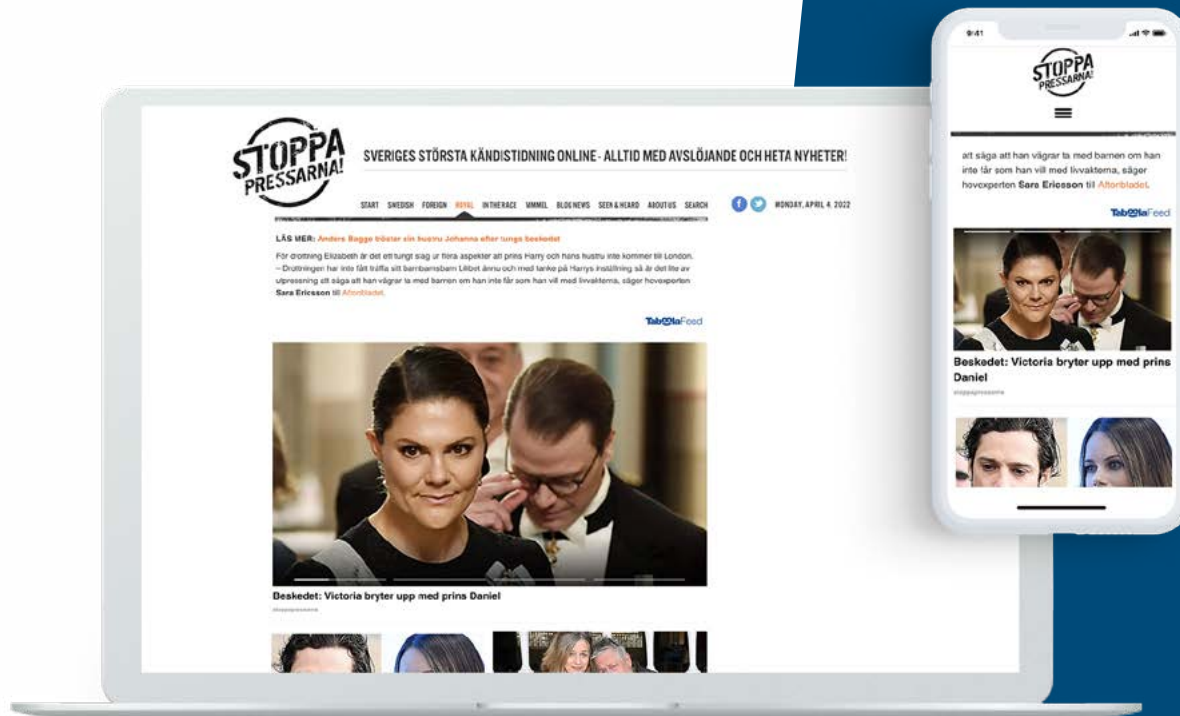 STOPPA
PRESSARNA!
SVERIGES STÖRSTA KÄNDISTIDNING ONLINE - ALLTID MED AVSLÖJANDE OCH HETA NYHETER!
START SWEDISH FOREIGN ROYAL IN THE RACE MMMEL BLOG NEWS SEEN & HEARD ABOUT US SEARCH
MONDAY, APRIL 4, 2022
LÄS MER: Anders Bagge tröstar sin hustru Johanna efter tunga beskedet
För drottning Elizabeth är det ett tungt slag ur flera aspekter att prins Harry och hans hustru inte kommer till London.
– Drottningen har inte fått träffa sitt barnbarnsbarn Lilibet ännu och med tanke på Harrys inställning så är det lite av
utpressning att säga att han vägrar ta med barnen om han inte får som han vill med livvakterna, säger hovexperten
Sara Ericsson till Aftonbladet.
Taboola Feed
Beskedet: Victoria bryter upp med prins Daniel
stoppapressarna
9:41
STOPPA
PRESSARNA!
att säga att han vägrar ta med barnen om han
inte får som han vill med livvakterna, säger
hovexperten Sara Ericsson till Aftonbladet.
Taboola Feed
Beskedet: Victoria bryter upp med prins
Daniel
stoppapressarna